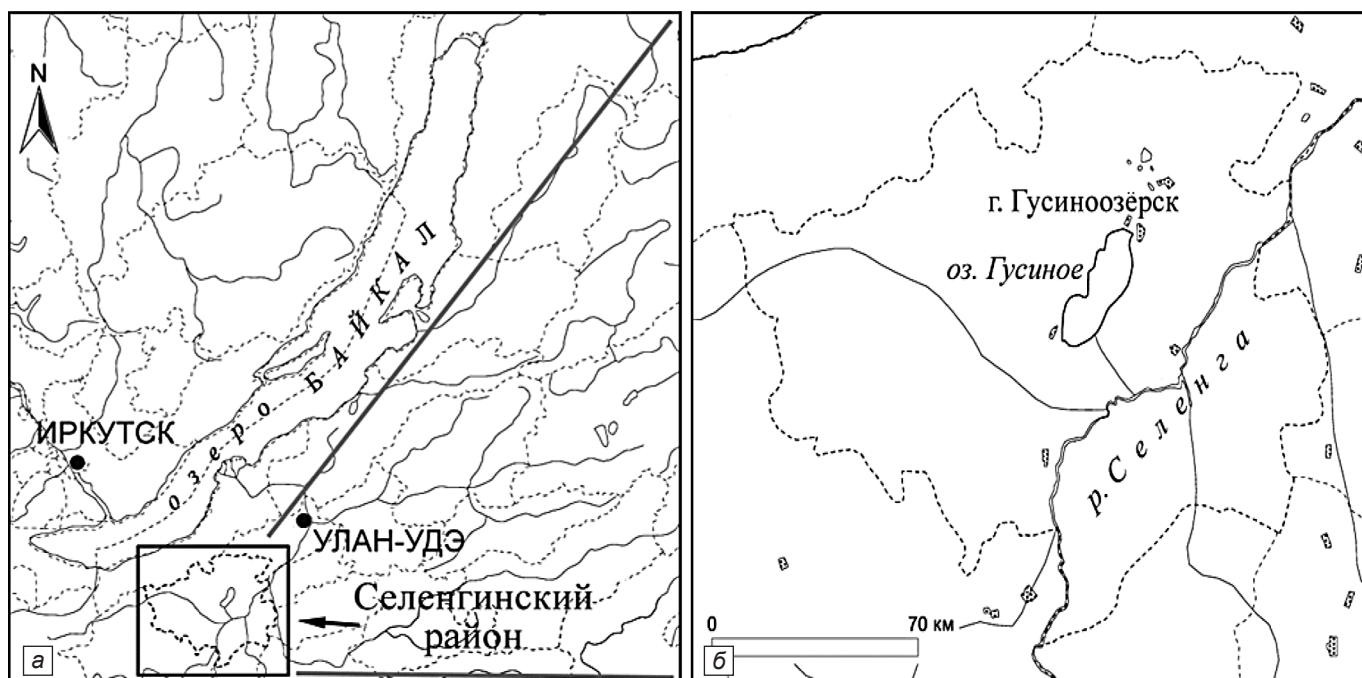 N
озеро БАЙКАЛ
ИРКУТСК
УЛАН-УДЭ
Селенгинский
район
а
г. Гусиноозёрск
оз. Гусиное
р. Селенга
0 70 км
б